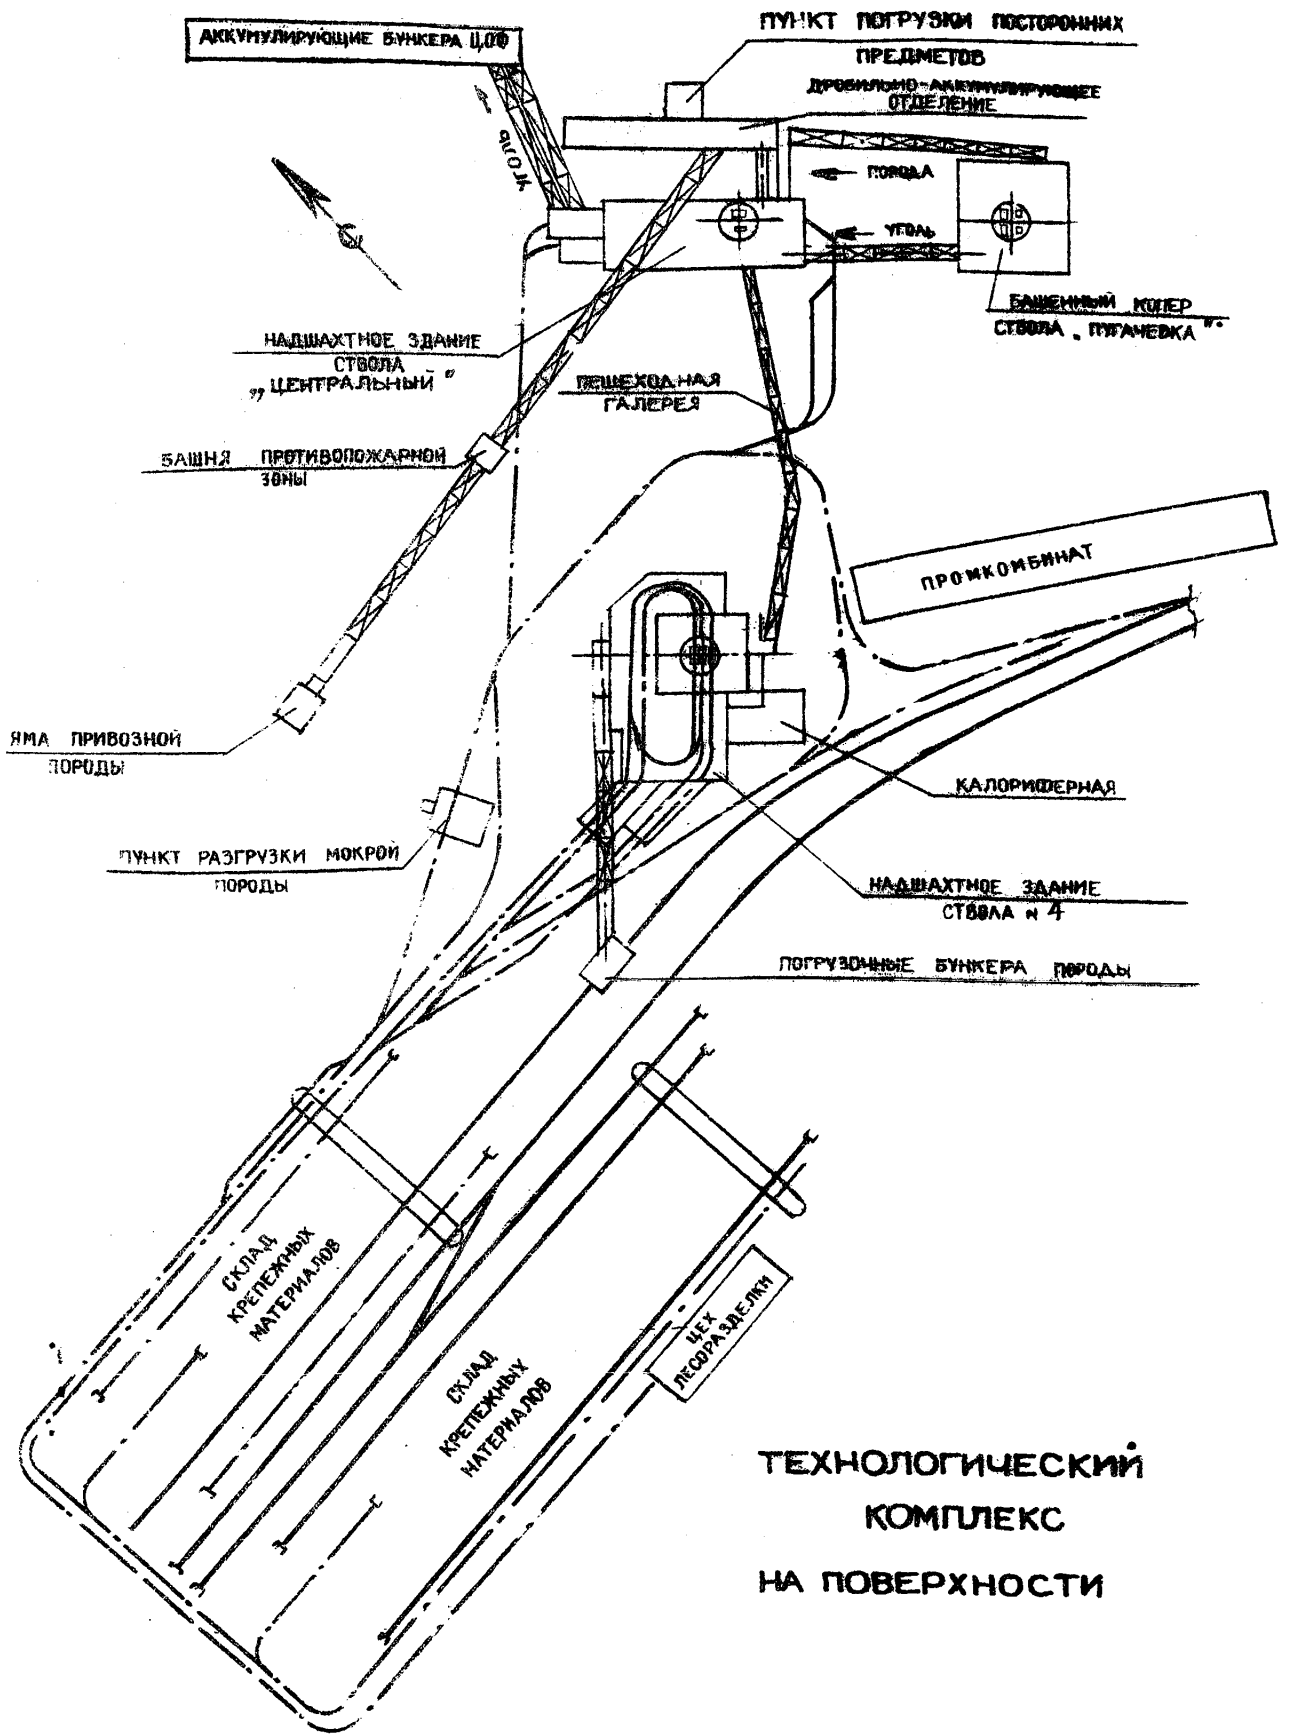 АККУМУЛИРУЮЩИЕ БУНКЕРА ЦОФ
ПУНКТ ПОГРУЗКИ ПОСТОРОННИХ
ПРЕДМЕТОВ
ДРОБИЛЬНО-АККУМУЛИРУЮЩЕЕ
ОТДЕЛЕНИЕ
УГОЛЬ
ПОРОДА
УГОЛЬ
БАШЕННЫЙ КОПЕР
СТВОЛА „ПУГАЧЕВКА"
НАДШАХТНОЕ ЗДАНИЕ
СТВОЛА
„ЦЕНТРАЛЬНЫЙ"
ПЕШЕХОДНАЯ
ГАЛЕРЕЯ
БАШНЯ ПРОТИВОПОЖАРНОЙ
ЗОНЫ
ПРОМКОМБИНАТ
ЯМА ПРИВОЗНОЙ
ПОРОДЫ
КАЛОРИФЕРНАЯ
ПУНКТ РАЗГРУЗКИ МОКРОЙ
ПОРОДЫ
НАДШАХТНОЕ ЗДАНИЕ
СТВОЛА № 4
ПОГРУЗОЧНЫЕ БУНКЕРА ПОРОДЫ
СКЛАД
КРЕПЕЖНЫХ
МАТЕРИАЛОВ
СКЛАД
КРЕПЕЖНЫХ
МАТЕРИАЛОВ
ЦЕХ
ЛЕСОРАЗДЕЛКИ
ТЕХНОЛОГИЧЕСКИЙ
КОМПЛЕКС
НА ПОВЕРХНОСТИ